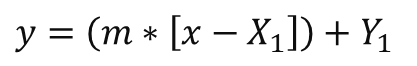 y = (m * [x − X₁]) + Y₁